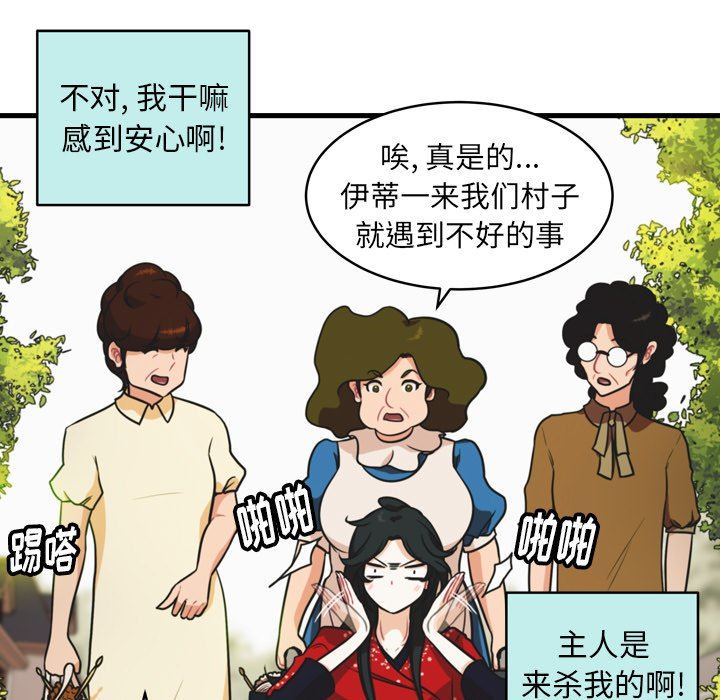 不对, 我干嘛
感到安心啊!
唉, 真是的...
伊蒂一来我们村子
就遇到不好的事
踢嗒
啪啪
啪啪
主人是
来杀我的啊!